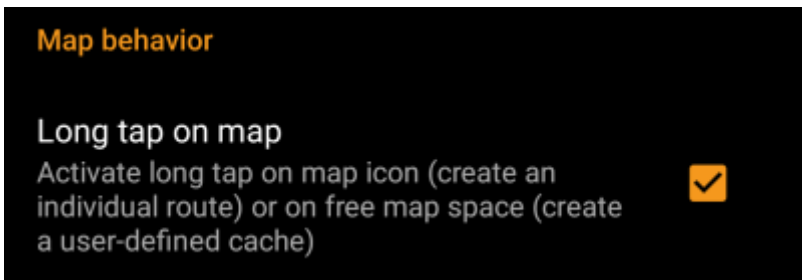 Map behavior
Long tap on map
Activate long tap on map icon (create an
individual route) or on free map space (create
a user-defined cache)